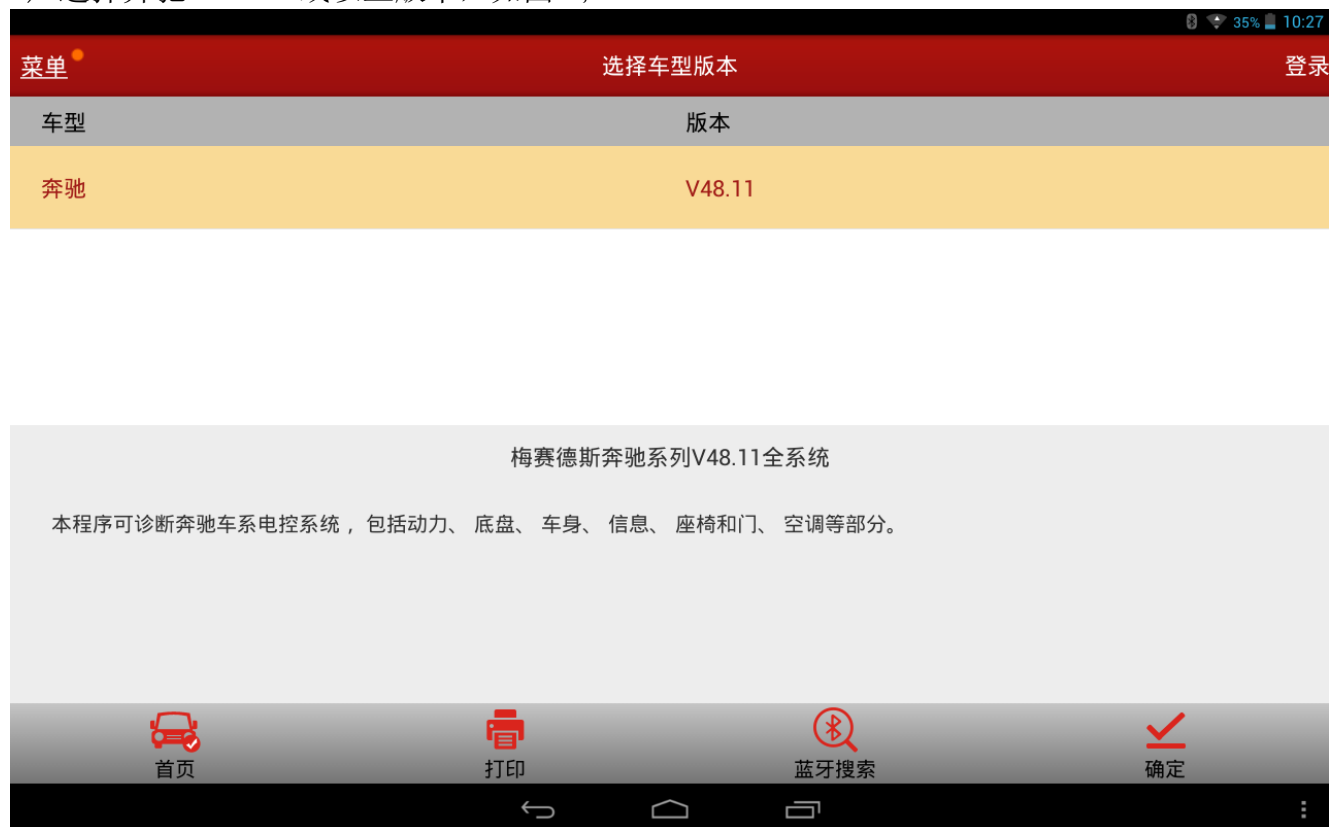 35% 10:27
菜单 选择车型版本 登录
车型 版本
奔驰 V48.11
梅赛德斯奔驰系列V48.11全系统
本程序可诊断奔驰车系电控系统，包括动力、 底盘、 车身、 信息、 座椅和门、 空调等部分。
首页 打印 蓝牙搜索 确定